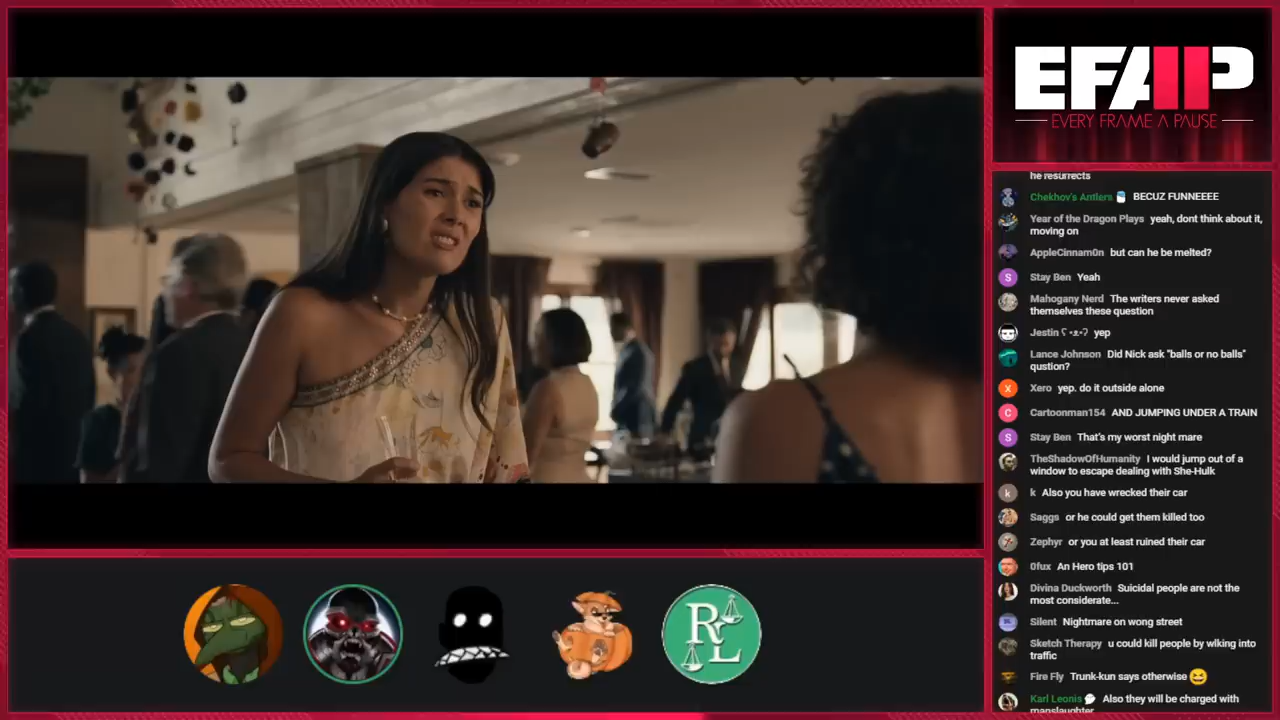 EFAP
EVERY FRAME A PAUSE
he resurrects
Chekhov's Antlers BECUZ FUNNEEEE
Year of the Dragon Plays yeah, dont think about it,
moving on
AppleCinnam0n but can he be melted?
S
Stay Ben Yeah
Mahogany Nerd The writers never asked
themselves these question
Jestin ʕ •ᴥ•ʔ yep
Lance Johnson Did Nick ask "balls or no balls"
qustion?
X
Xero yep. do it outside alone
C
Cartoonman154 AND JUMPING UNDER A TRAIN
S
Stay Ben That's my worst night mare
TheShadowOfHumanity I would jump out of a
window to escape dealing with She-Hulk
k
k Also you have wrecked their car
Saggs or he could get them killed too
Zephyr or you at least ruined their car
0fux An Hero tips 101
Divina Duckworth Suicidal people are not the
most considerate...
Silent Nightmare on wong street
Sketch Therapy u could kill people by wlking into
traffic
Fire Fly Trunk-kun says otherwise 😆
Karl Leonis Also they will be charged with
manslaughter
RLC